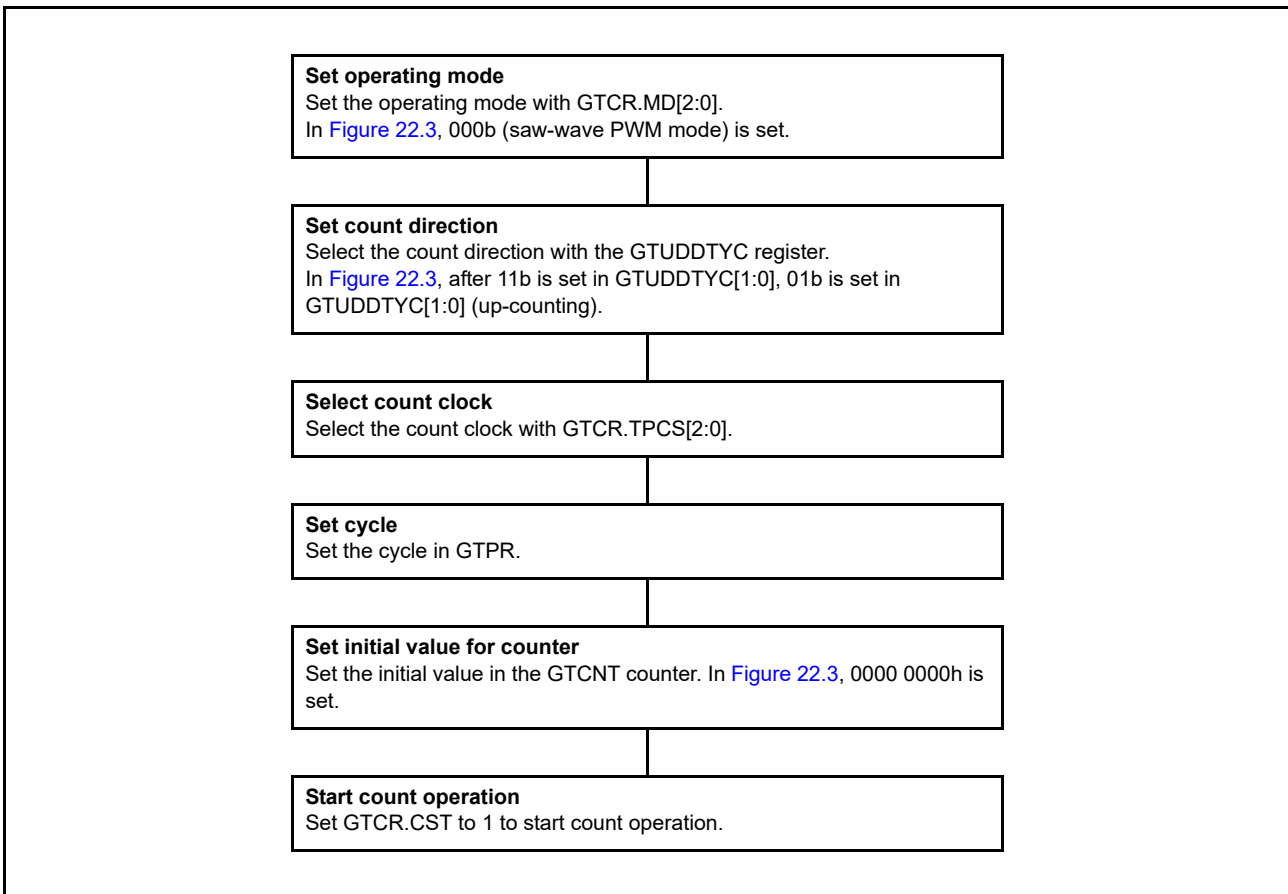 Set operating mode
Set the operating mode with GTCR.MD[2:0].
In Figure 22.3, 000b (saw-wave PWM mode) is set.
Set count direction
Select the count direction with the GTUDDTYC register.
In Figure 22.3, after 11b is set in GTUDDTYC[1:0], 01b is set in
GTUDDTYC[1:0] (up-counting).
Select count clock
Select the count clock with GTCR.TPCS[2:0].
Set cycle
Set the cycle in GTPR.
Set initial value for counter
Set the initial value in the GTCNT counter. In Figure 22.3, 0000 0000h is
set.
Start count operation
Set GTCR.CST to 1 to start count operation.